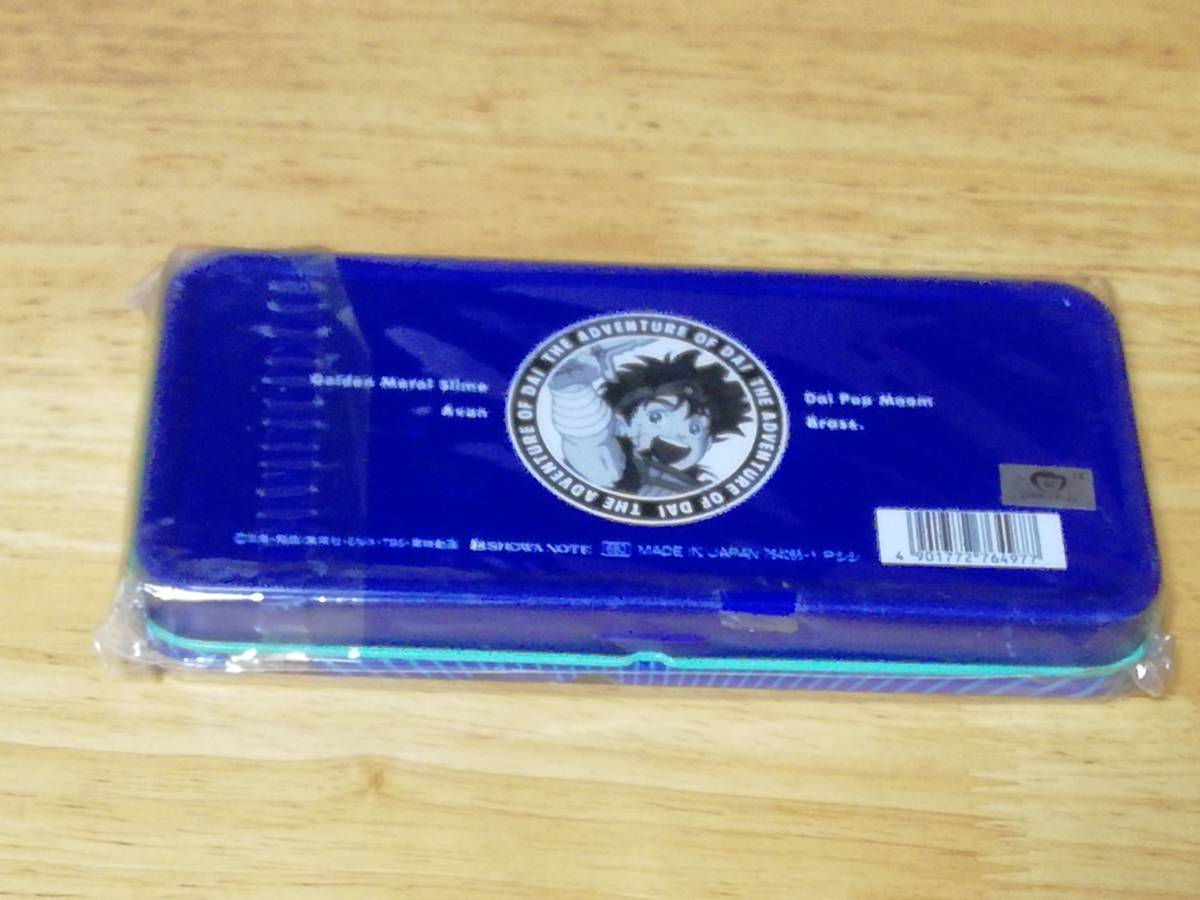 THE ADVENTURE OF DAI THE ADVENTURE OF DAI THE ADVENTURE OF DAI
Golden Metal Slime
Avan
Dai Pop Maam
Brass.
SHOWA NOTE MADE IN JAPAN
4 901772 764977